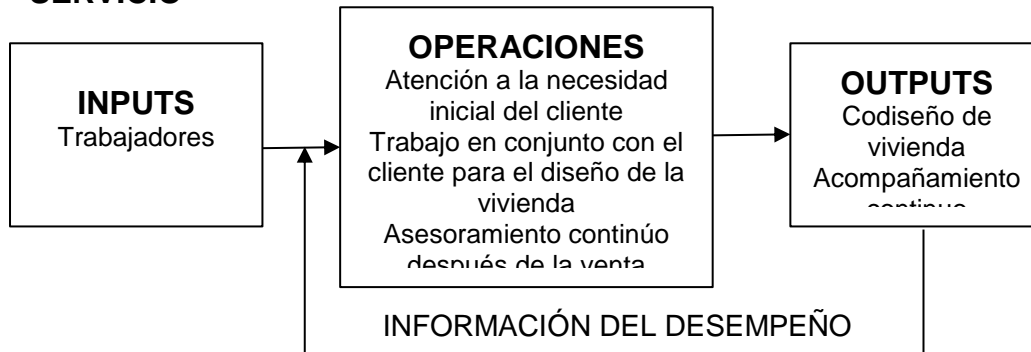 SERVICIO
INPUTS
Trabajadores
OPERACIONES
Atención a la necesidad
inicial del cliente
Trabajo en conjunto con el
cliente para el diseño de la
vivienda
Asesoramiento continúo
después de la venta
OUTPUTS
Codiseño de
vivienda
Acompañamiento
continuo
INFORMACIÓN DEL DESEMPEÑO